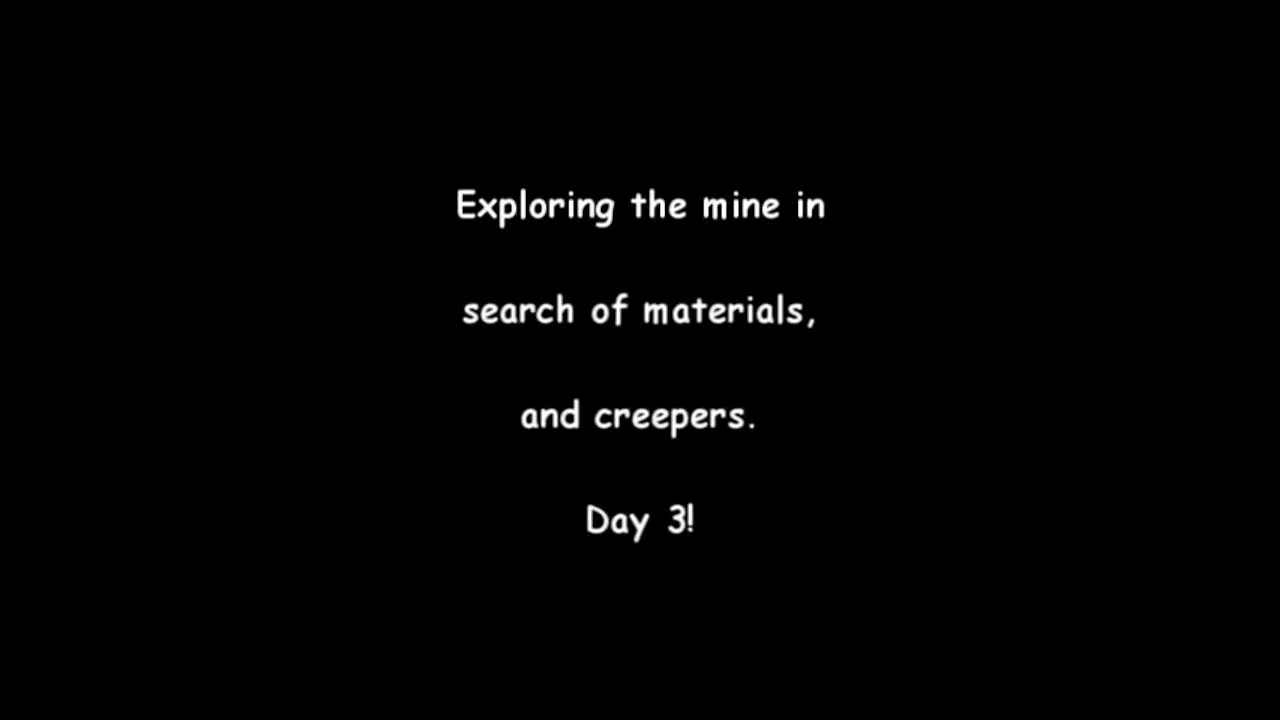 Exploring the mine in
search of materials,
and creepers.
Day 3!